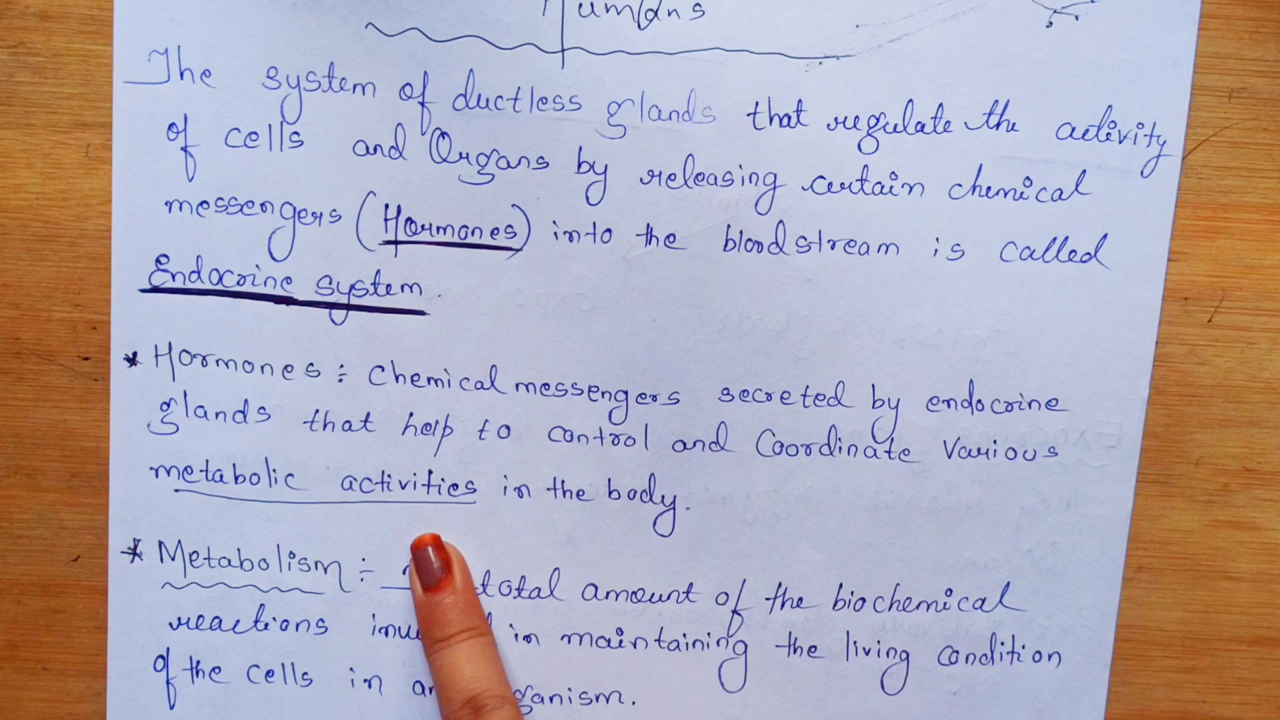 Humans
The system of ductless glands that regulate the activity
of cells and Organs by releasing certain chemical
messengers (Hormones) into the bloodstream is called
Endocrine system.
* Hormones : Chemical messengers secreted by endocrine
glands that help to control and Coordinate Various
metabolic activities in the body.
* Metabolism : total amount of the biochemical
reactions in maintaining the living condition
of the cells in